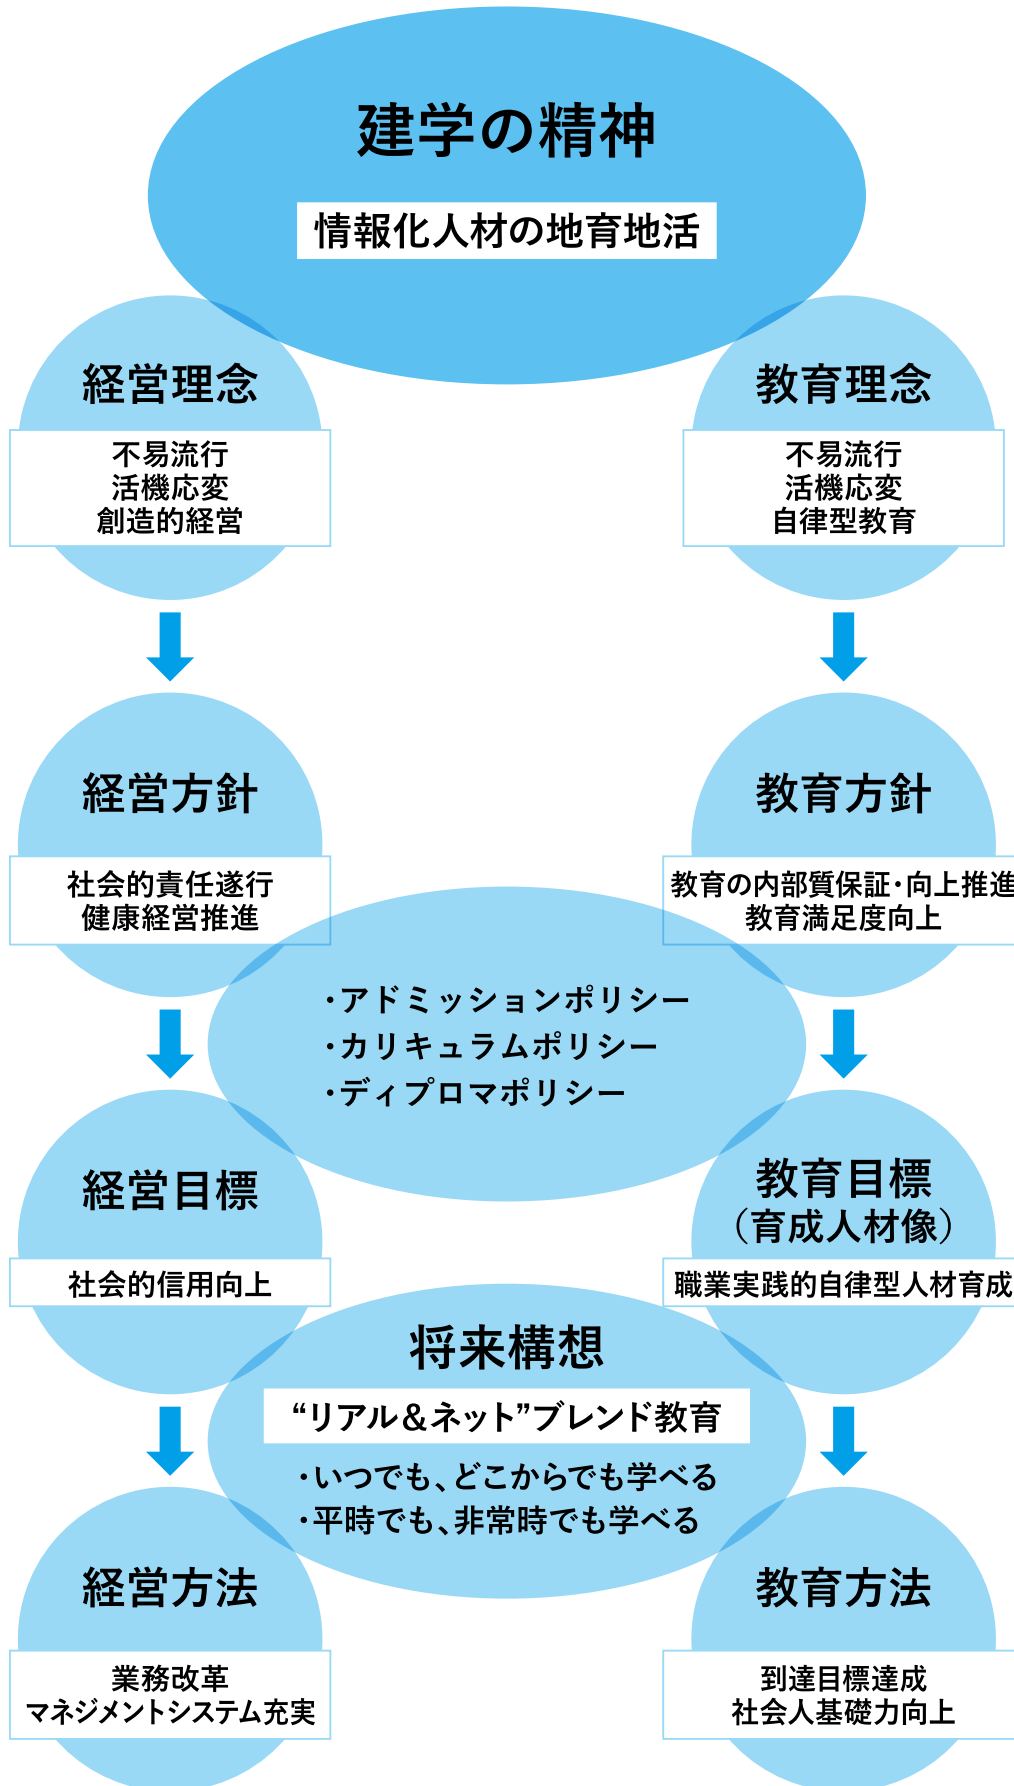 建学の精神
情報化人材の地育地活
経営理念
不易流行
活機応変
創造的経営
教育理念
不易流行
活機応変
自律型教育
経営方針
社会的責任遂行
健康経営推進
教育方針
教育の内部質保証・向上推進
教育満足度向上
・アドミッションポリシー
・カリキュラムポリシー
・ディプロマポリシー
経営目標
社会的信用向上
教育目標
（育成人材像）
職業実践的自律型人材育成
将来構想
“リアル＆ネット”ブレンド教育
・いつでも、どこからでも学べる
・平時でも、非常時でも学べる
経営方法
業務改革
マネジメントシステム充実
教育方法
到達目標達成
社会人基礎力向上